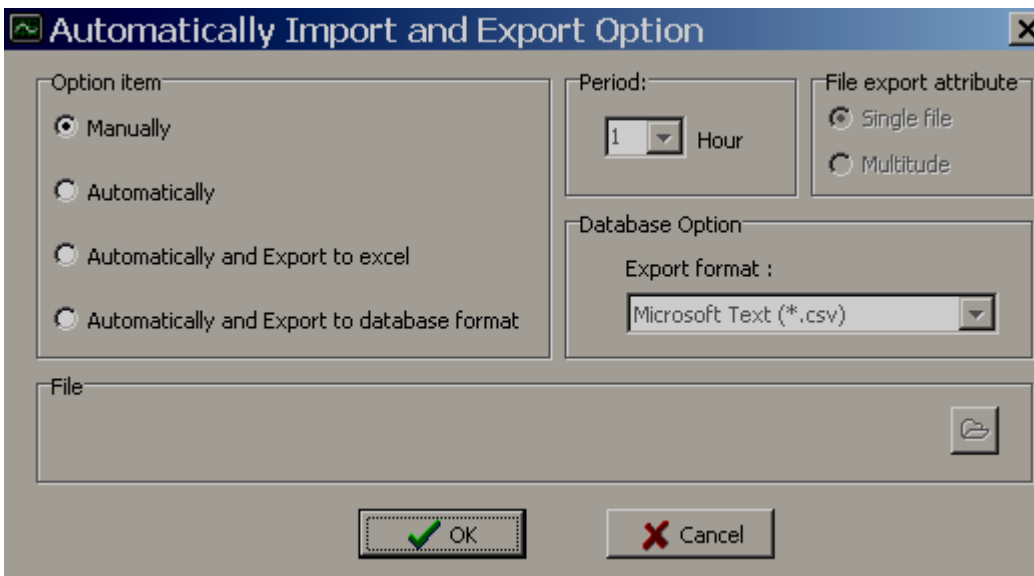 Automatically Import and Export Option
Option item
Manually
Automatically
Automatically and Export to excel
Automatically and Export to database format
Period:
1 Hour
File export attribute
Single file
Multitude
Database Option
Export format :
Microsoft Text (*.csv)
File
OK
Cancel